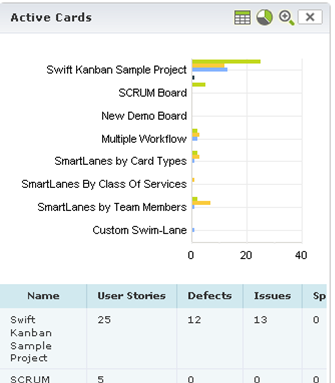 Active Cards
Swift Kanban Sample Project
SCRUM Board
New Demo Board
Multiple Workflow
SmartLanes by Card Types
SmartLanes By Class Of Services
SmartLanes by Team Members
Custom Swim-Lane
0 20 40
Name User Stories Defects Issues Sp
Swift 25 12 13 0
Kanban
Sample
Project
SCRUM 5 0 0 0